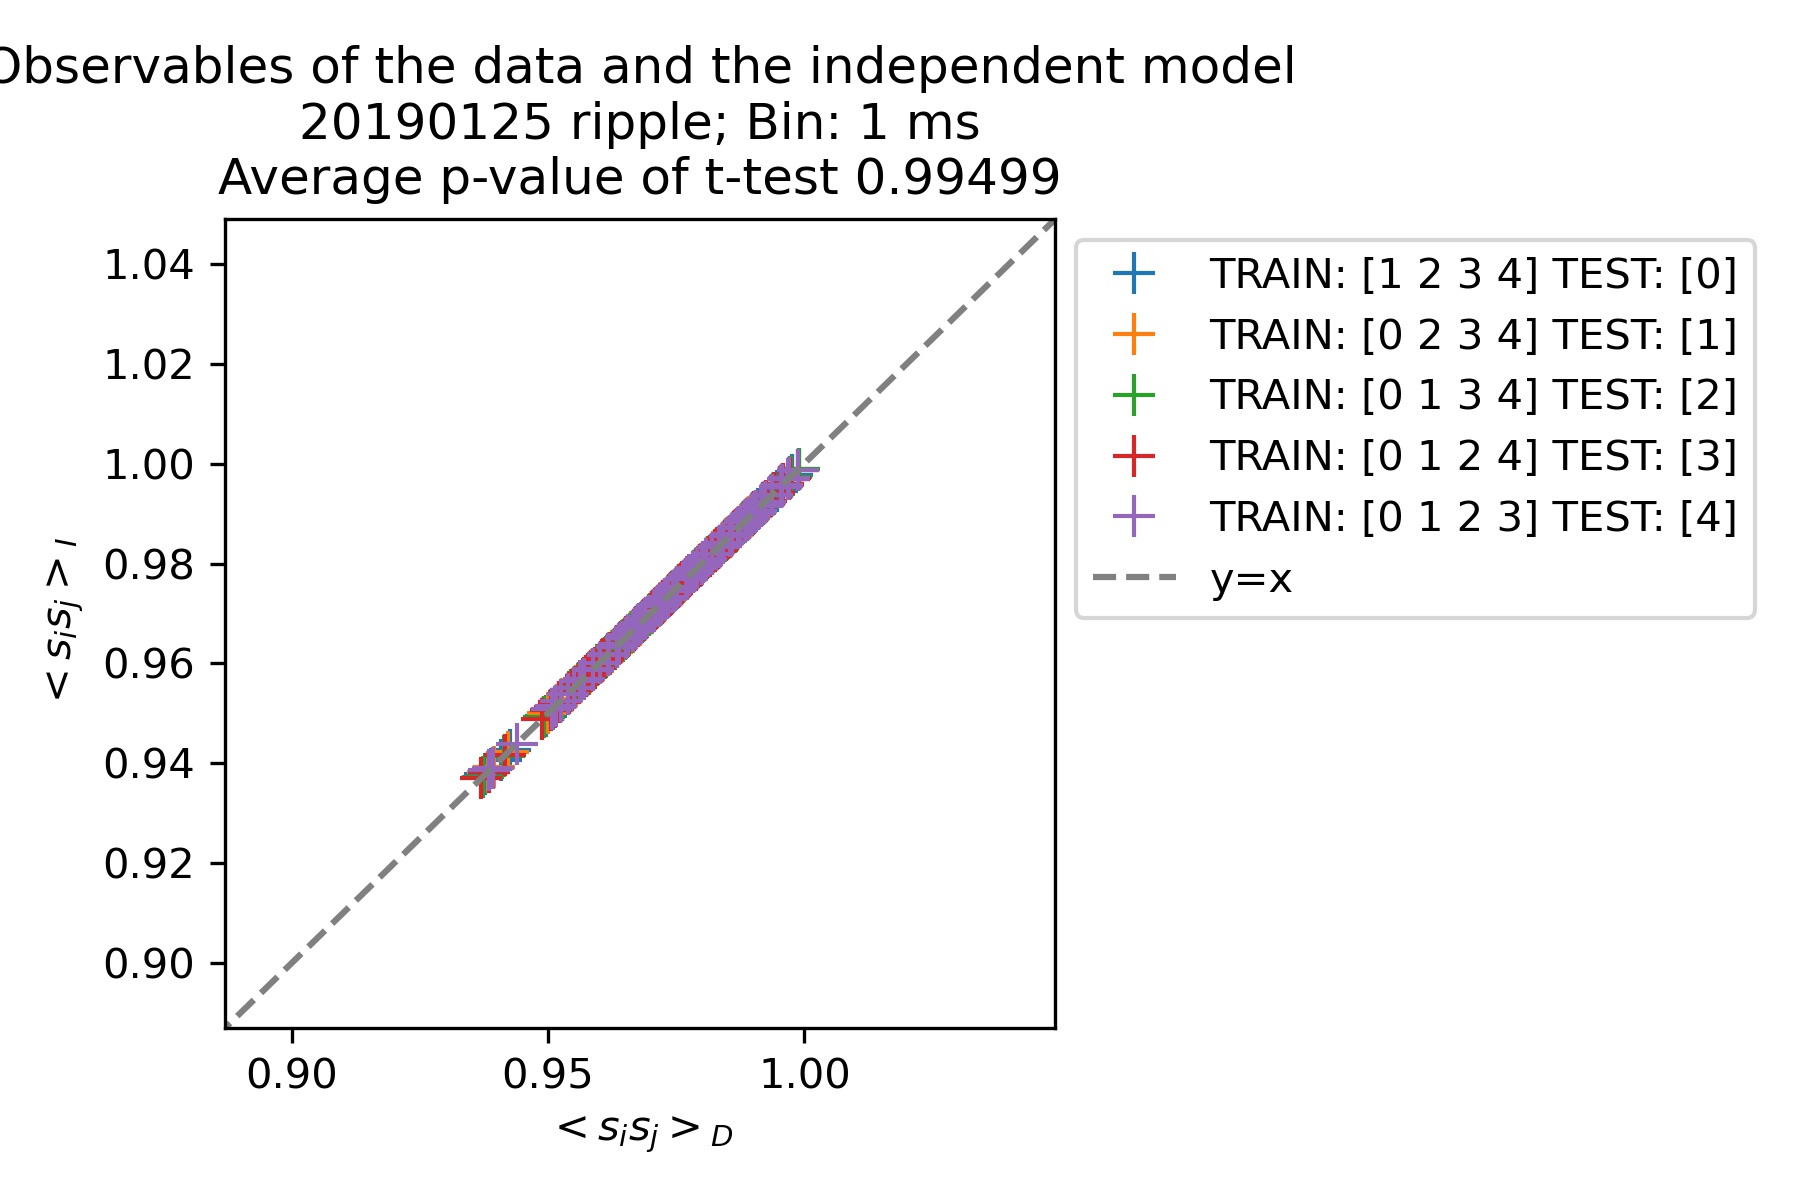 Observables of the data and the independent model
20190125 ripple; Bin: 1 ms
Average p-value of t-test 0.99499
1.04
1.02
1.00
0.98
0.96
0.94
0.92
0.90
< s_i s_j >_I
0.90 0.95 1.00
< s_i s_j >_D
TRAIN: [1 2 3 4] TEST: [0]
TRAIN: [0 2 3 4] TEST: [1]
TRAIN: [0 1 3 4] TEST: [2]
TRAIN: [0 1 2 4] TEST: [3]
TRAIN: [0 1 2 3] TEST: [4]
y=x